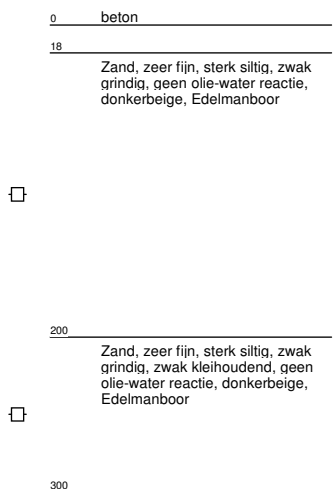 0 beton
18
Zand, zeer fijn, sterk siltig, zwak
grindig, geen olie-water reactie,
donkerbeige, Edelmanboor
200
Zand, zeer fijn, sterk siltig, zwak
grindig, zwak kleihoudend, geen
olie-water reactie, donkerbeige,
Edelmanboor
300